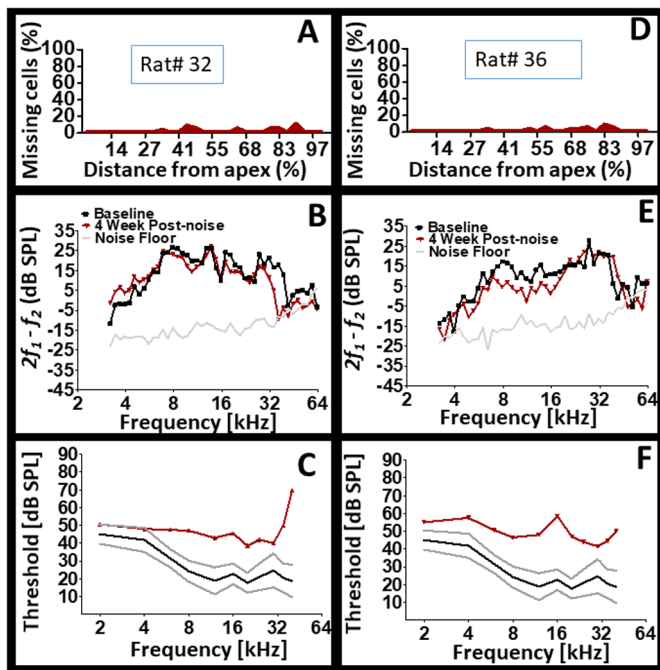 A
Rat# 32
Missing cells (%)
100
80
60
40
20
0
14 27 41 55 68 83 97
Distance from apex (%)
D
Rat# 36
Missing cells (%)
100
80
60
40
20
0
14 27 41 55 68 83 97
Distance from apex (%)
B
Baseline
4 Week Post-noise
Noise Floor
2f1 - f2 (dB SPL)
35
25
15
5
-5
-15
-25
-35
-45
2 4 8 16 32 64
Frequency [kHz]
E
Baseline
4 Week Post-noise
Noise Floor
2f1 - f2 (dB SPL)
35
25
15
5
-5
-15
-25
-35
-45
2 4 8 16 32 64
Frequency [kHz]
C
Threshold [dB SPL]
90
80
70
60
50
40
30
20
10
2 4 8 16 32 64
Frequency [kHz]
F
Threshold [dB SPL]
90
80
70
60
50
40
30
20
10
2 4 8 16 32 64
Frequency [kHz]